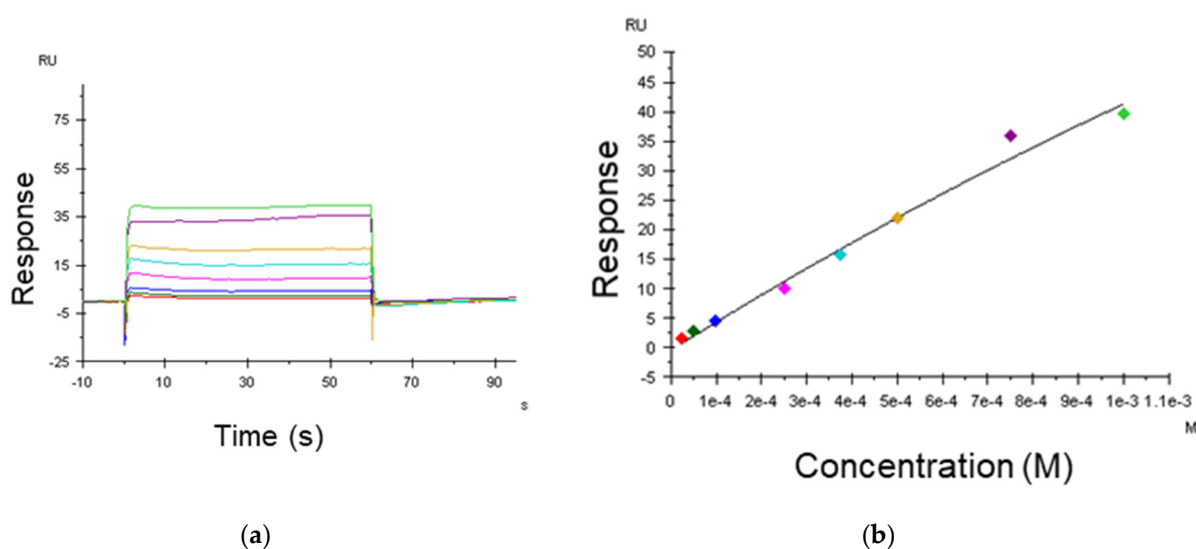 RU
75
55
35
15
-5
-25
-10
10
30
50
70
90
s
Response
Time (s)
(a)
RU
50
45
40
35
30
25
20
15
10
5
0
-5
0
1e-4
2e-4
3e-4
4e-4
5e-4
6e-4
7e-4
8e-4
9e-4
1e-3
1.1e-3
M
Response
Concentration (M)
(b)